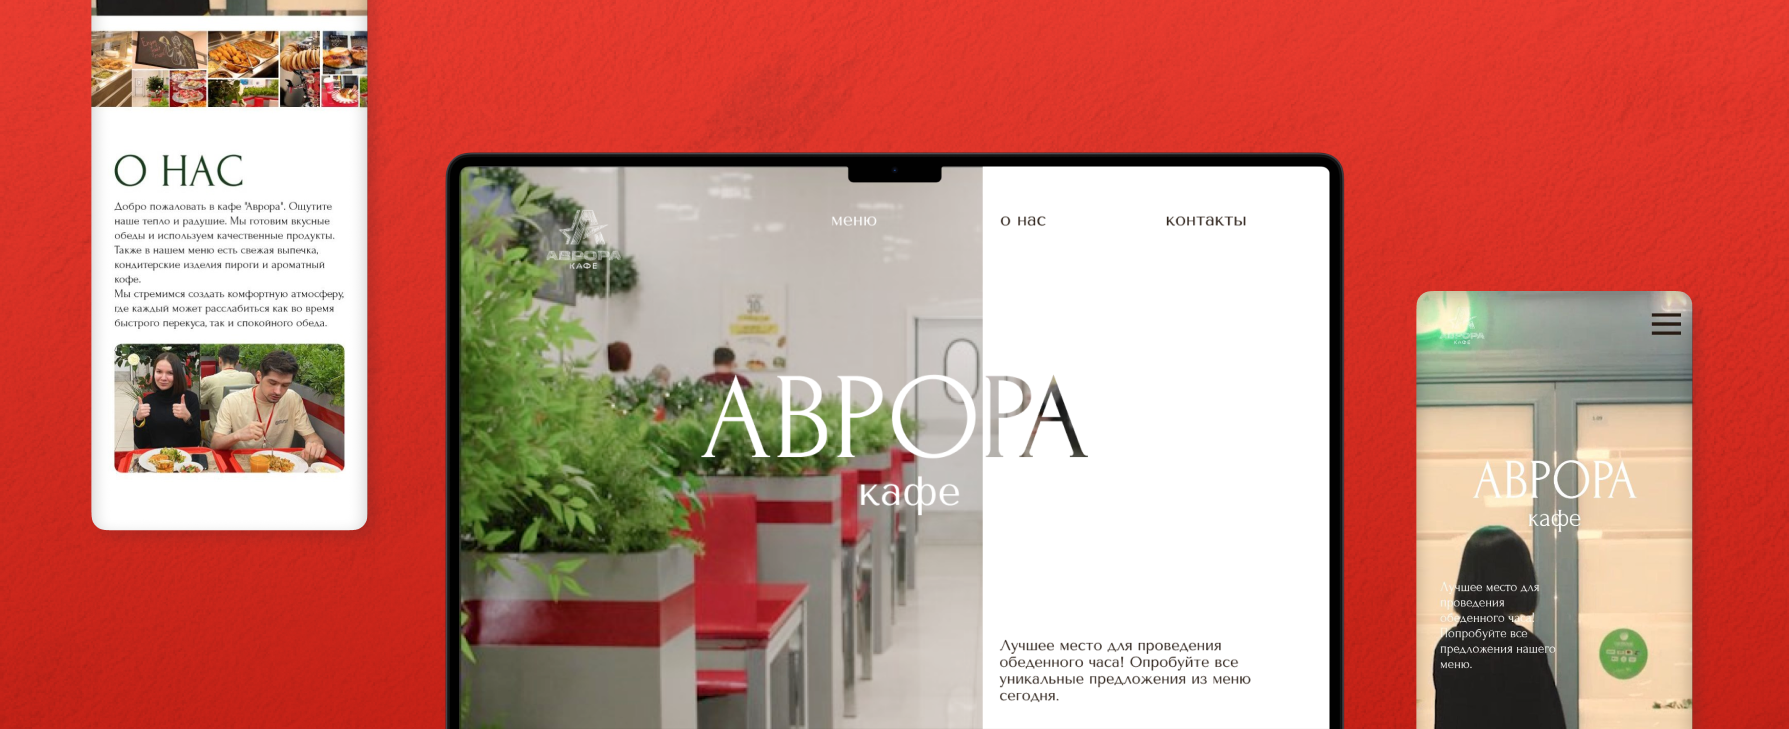 О НАС
Добро пожаловать в кафе "Аврора". Ощутите
наше тепло и радушие. Мы готовим вкусные
обеды и используем качественные продукты.
Также в нашем меню есть свежая выпечка,
кондитерские изделия пироги и ароматный
кофе.
Мы стремимся создать комфортную атмосферу,
где каждый может расслабиться как во время
быстрого перекуса, так и спокойного обеда.
АВРОРА
КАФЕ
меню
о нас
контакты
АВРОРА
кафе
Лучшее место для проведения
обеденного часа! Опробуйте все
уникальные предложения из меню
сегодня.
АВРОРА
КАФЕ
АВРОРА
кафе
Лучшее место для
проведения
обеденного часа!
Попробуйте все
предложения нашего
меню.